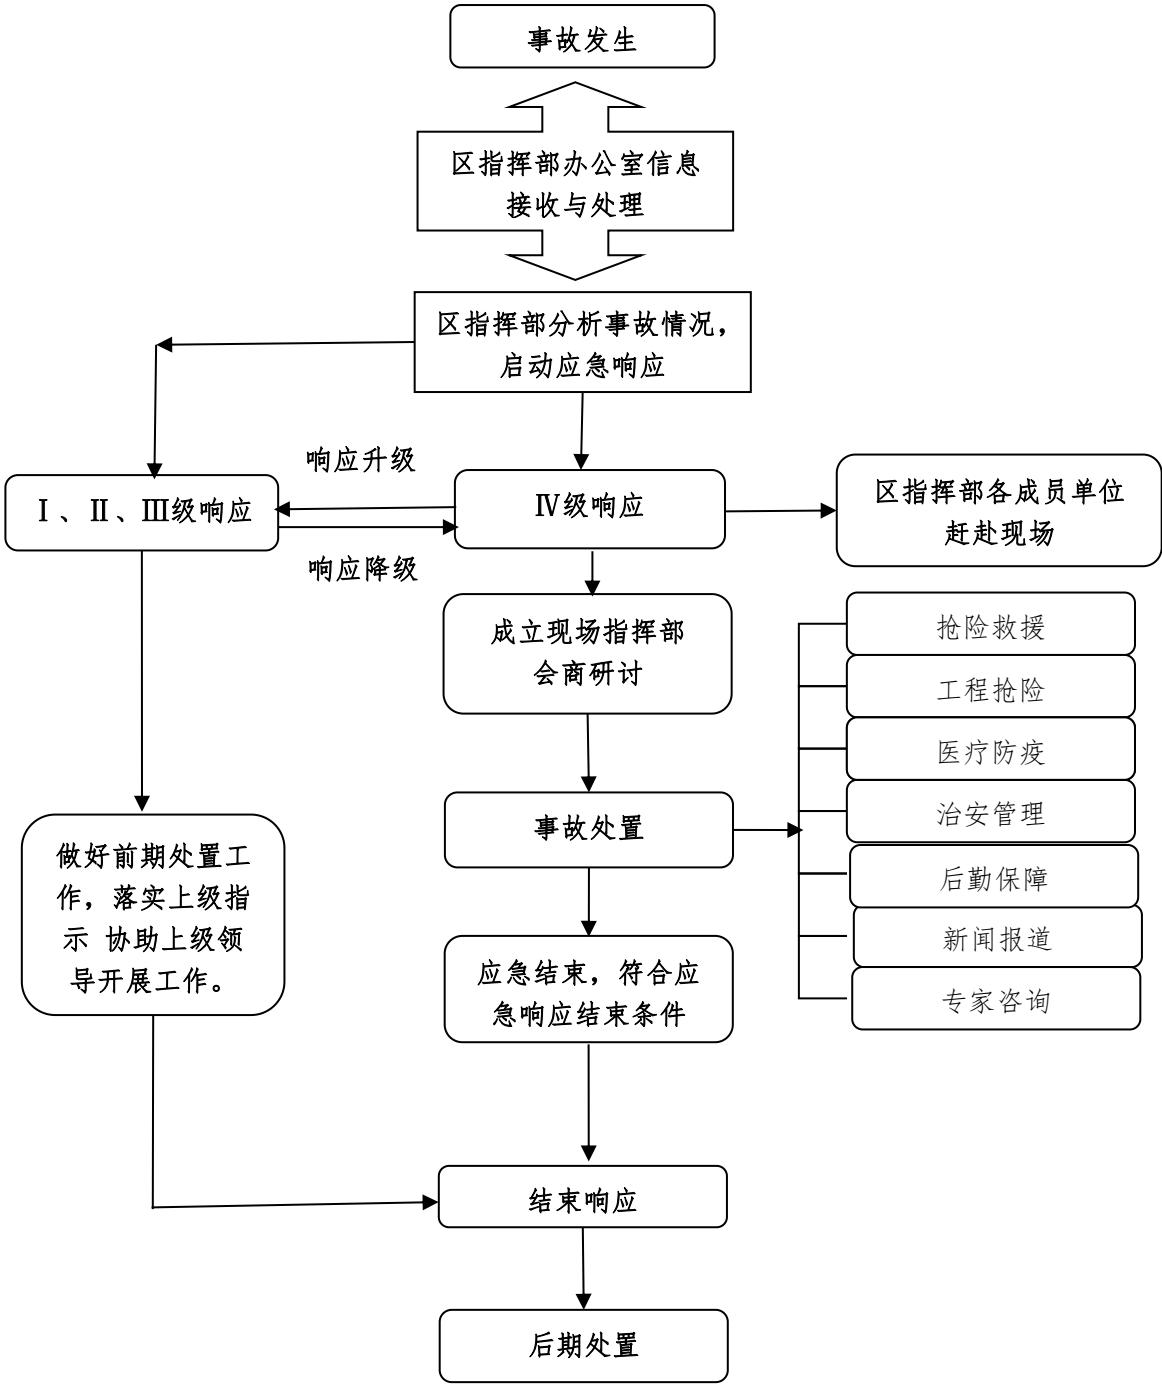 事故发生
区指挥部办公室信息
接收与处理
区指挥部分析事故情况，
启动应急响应
响应升级
Ⅰ、Ⅱ、Ⅲ级响应
Ⅳ级响应
区指挥部各成员单位
赶赴现场
响应降级
成立现场指挥部
会商研讨
抢险救援
工程抢险
医疗防疫
治安管理
后勤保障
新闻报道
专家咨询
事故处置
做好前期处置工
作，落实上级指
示 协助上级领
导开展工作。
应急结束，符合应
急响应结束条件
结束响应
后期处置